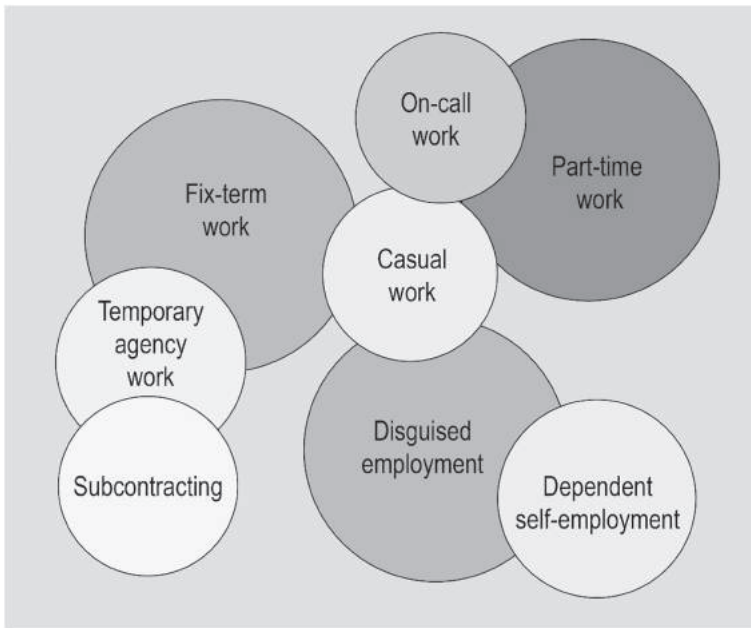 On-call
work
Part-time
work
Fix-term
work
Casual
work
Temporary
agency
work
Disguised
employment
Subcontracting
Dependent
self-employment